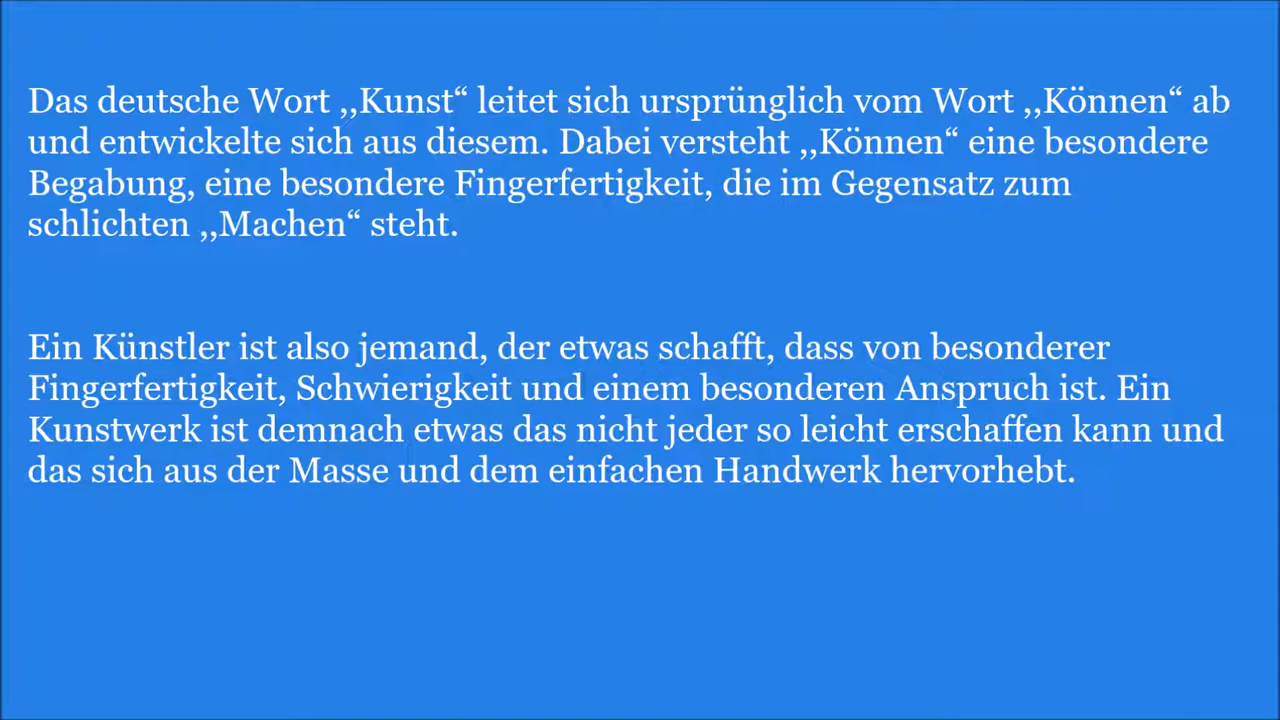 Das deutsche Wort ,,Kunst“ leitet sich ursprünglich vom Wort ,,Können“ ab
und entwickelte sich aus diesem. Dabei versteht ,,Können“ eine besondere
Begabung, eine besondere Fingerfertigkeit, die im Gegensatz zum
schlichten ,,Machen“ steht.
Ein Künstler ist also jemand, der etwas schafft, dass von besonderer
Fingerfertigkeit, Schwierigkeit und einem besonderen Anspruch ist. Ein
Kunstwerk ist demnach etwas das nicht jeder so leicht erschaffen kann und
das sich aus der Masse und dem einfachen Handwerk hervorhebt.